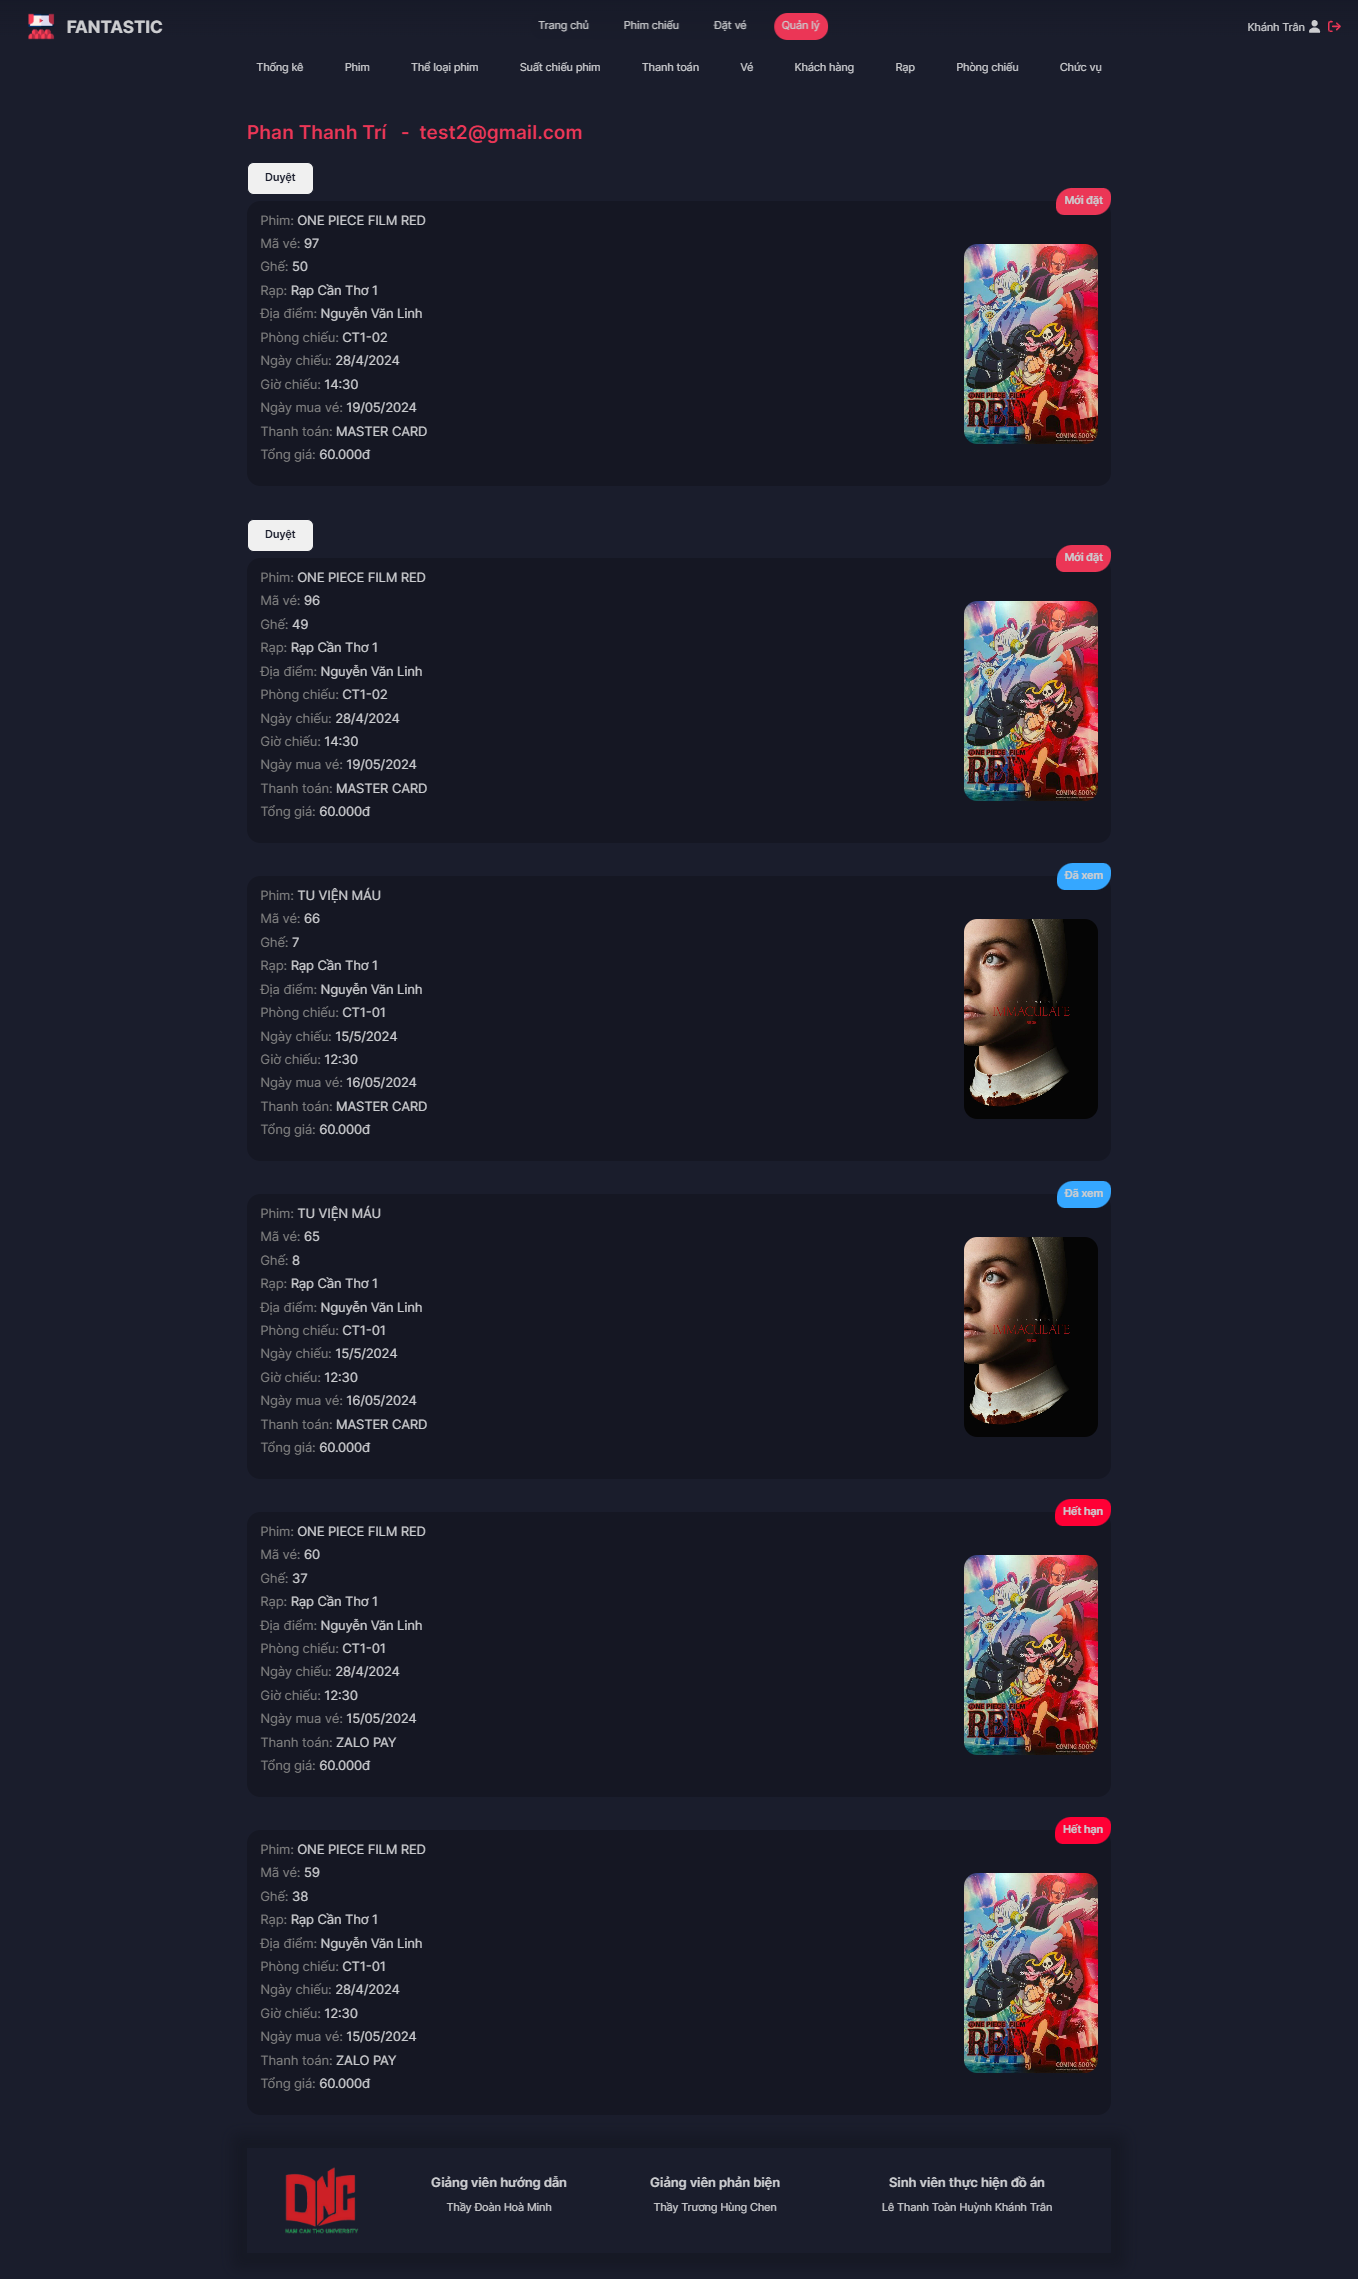 FANTASTIC
Trang chủ
Phim chiếu
Đặt vé
Quản lý
Khánh Trân
Thống kê
Phim
Thể loại phim
Suất chiếu phim
Thanh toán
Vé
Khách hàng
Rạp
Phòng chiếu
Chức vụ
Phan Thanh Trí - test2@gmail.com
Duyệt
Mới đặt
Phim: ONE PIECE FILM RED
Mã vé: 97
Ghế: 50
Rạp: Rạp Cần Thơ 1
Địa điểm: Nguyễn Văn Linh
Phòng chiếu: CT1-02
Ngày chiếu: 28/4/2024
Giờ chiếu: 14:30
Ngày mua vé: 19/05/2024
Thanh toán: MASTER CARD
Tổng giá: 60.000đ
ONE PIECE FILM
RED
COMING SOON
Duyệt
Mới đặt
Phim: ONE PIECE FILM RED
Mã vé: 96
Ghế: 49
Rạp: Rạp Cần Thơ 1
Địa điểm: Nguyễn Văn Linh
Phòng chiếu: CT1-02
Ngày chiếu: 28/4/2024
Giờ chiếu: 14:30
Ngày mua vé: 19/05/2024
Thanh toán: MASTER CARD
Tổng giá: 60.000đ
ONE PIECE FILM
RED
COMING SOON
Đã xem
Phim: TU VIỆN MÁU
Mã vé: 66
Ghế: 7
Rạp: Rạp Cần Thơ 1
Địa điểm: Nguyễn Văn Linh
Phòng chiếu: CT1-01
Ngày chiếu: 15/5/2024
Giờ chiếu: 12:30
Ngày mua vé: 16/05/2024
Thanh toán: MASTER CARD
Tổng giá: 60.000đ
IMMACULATE
Đã xem
Phim: TU VIỆN MÁU
Mã vé: 65
Ghế: 8
Rạp: Rạp Cần Thơ 1
Địa điểm: Nguyễn Văn Linh
Phòng chiếu: CT1-01
Ngày chiếu: 15/5/2024
Giờ chiếu: 12:30
Ngày mua vé: 16/05/2024
Thanh toán: MASTER CARD
Tổng giá: 60.000đ
IMMACULATE
Hết hạn
Phim: ONE PIECE FILM RED
Mã vé: 60
Ghế: 37
Rạp: Rạp Cần Thơ 1
Địa điểm: Nguyễn Văn Linh
Phòng chiếu: CT1-01
Ngày chiếu: 28/4/2024
Giờ chiếu: 12:30
Ngày mua vé: 15/05/2024
Thanh toán: ZALO PAY
Tổng giá: 60.000đ
ONE PIECE FILM
RED
COMING SOON
Hết hạn
Phim: ONE PIECE FILM RED
Mã vé: 59
Ghế: 38
Rạp: Rạp Cần Thơ 1
Địa điểm: Nguyễn Văn Linh
Phòng chiếu: CT1-01
Ngày chiếu: 28/4/2024
Giờ chiếu: 12:30
Ngày mua vé: 15/05/2024
Thanh toán: ZALO PAY
Tổng giá: 60.000đ
ONE PIECE FILM
RED
COMING SOON
DNC
NAM CAN THO UNIVERSITY
Giảng viên hướng dẫn
Thầy Đoàn Hoà Minh
Giảng viên phản biện
Thầy Trương Hùng Chen
Sinh viên thực hiện đồ án
Lê Thanh Toàn Huỳnh Khánh Trân